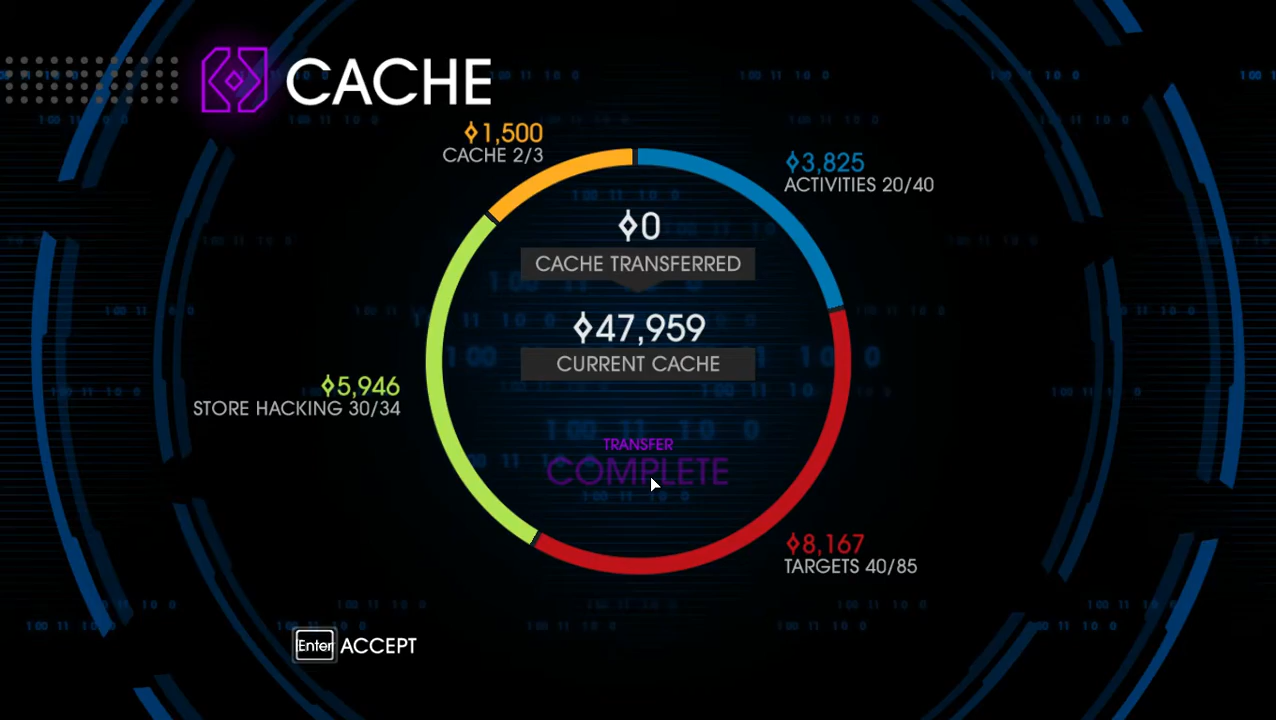 CACHE
1,500
CACHE 2/3
3,825
ACTIVITIES 20/40
0
CACHE TRANSFERRED
47,959
CURRENT CACHE
5,946
STORE HACKING 30/34
TRANSFER
COMPLETE
8,167
TARGETS 40/85
Enter ACCEPT